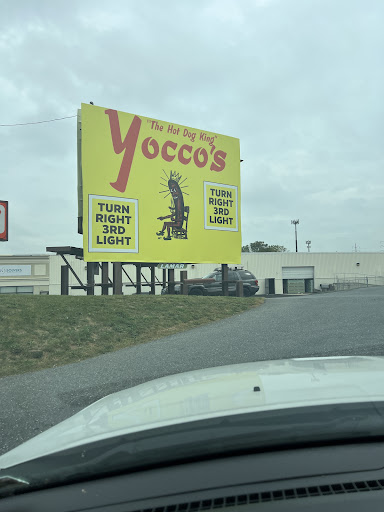 "The Hot Dog King"
Yocco's
TURN
RIGHT
3RD
LIGHT
TURN
RIGHT
3RD
LIGHT
LAMAR